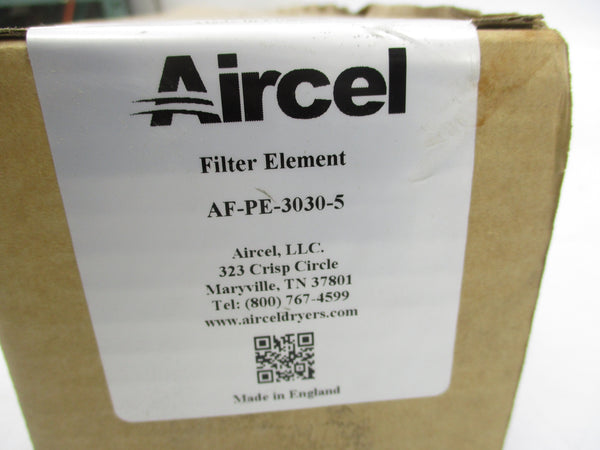 Aircel
Filter Element
AF-PE-3030-5
Aircel, LLC.
323 Crisp Circle
Maryville, TN 37801
Tel: (800) 767-4599
www.airceldryers.com
Made in England